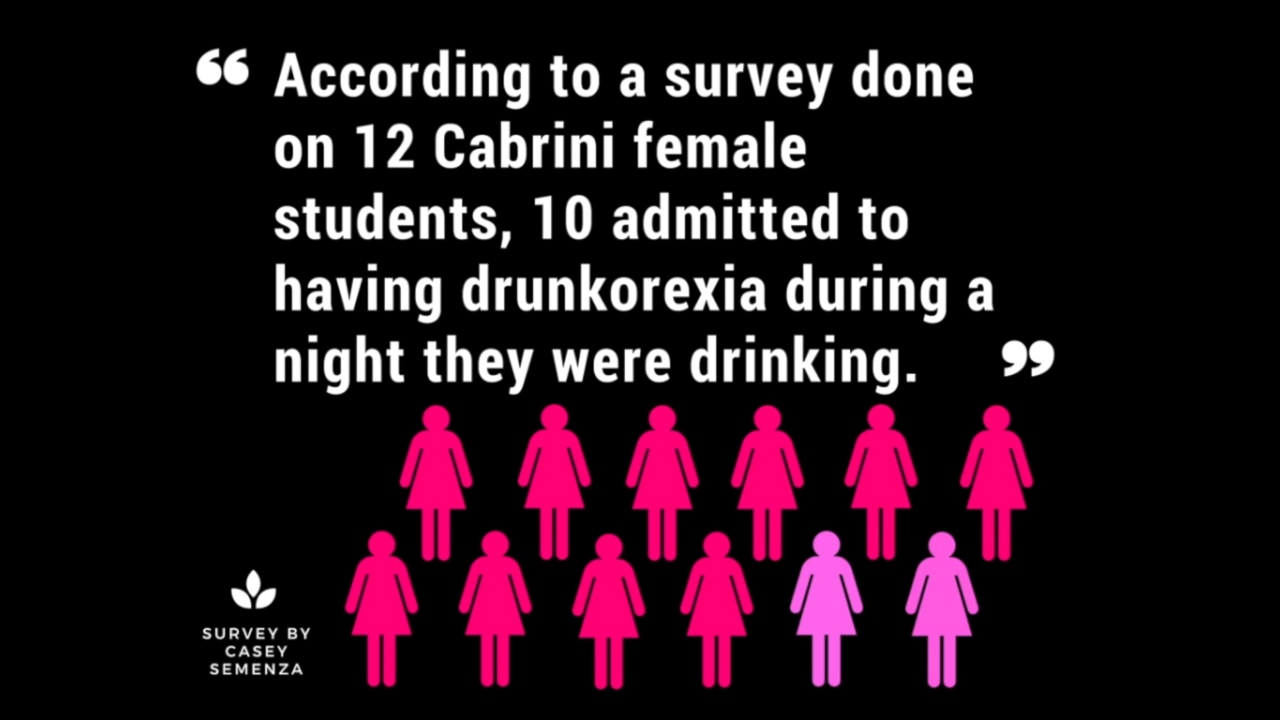 “ According to a survey done
on 12 Cabrini female
students, 10 admitted to
having drunkorexia during a
night they were drinking. ”
SURVEY BY
CASEY
SEMENZA